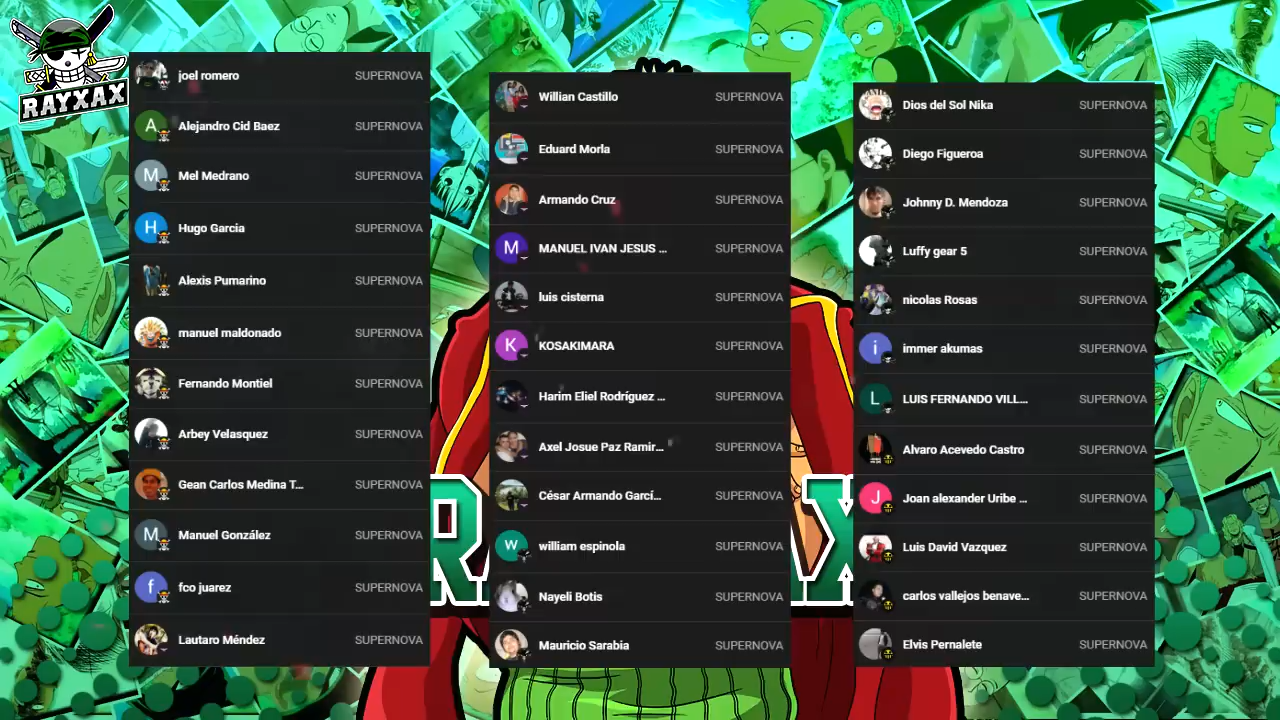 RAYXAX
joel romero SUPERNOVA
A Alejandro Cid Baez SUPERNOVA
M Mel Medrano SUPERNOVA
H Hugo Garcia SUPERNOVA
Alexis Pumarino SUPERNOVA
manuel maldonado SUPERNOVA
Fernando Montiel SUPERNOVA
Arbey Velasquez SUPERNOVA
Gean Carlos Medina T... SUPERNOVA
M Manuel González SUPERNOVA
f fco juarez SUPERNOVA
Lautaro Méndez SUPERNOVA
Willian Castillo SUPERNOVA
Eduard Morla SUPERNOVA
Armando Cruz SUPERNOVA
M MANUEL IVAN JESUS ... SUPERNOVA
luis cisterna SUPERNOVA
K KOSAKIMARA SUPERNOVA
Harim Eliel Rodríguez ... SUPERNOVA
Axel Josue Paz Ramir... SUPERNOVA
César Armando Garcí... SUPERNOVA
w william espinola SUPERNOVA
Nayeli Botis SUPERNOVA
Mauricio Sarabia SUPERNOVA
Dios del Sol Nika SUPERNOVA
Diego Figueroa SUPERNOVA
Johnny D. Mendoza SUPERNOVA
Luffy gear 5 SUPERNOVA
nicolas Rosas SUPERNOVA
i immer akumas SUPERNOVA
L LUIS FERNANDO VILL... SUPERNOVA
Alvaro Acevedo Castro SUPERNOVA
J Joan alexander Uribe ... SUPERNOVA
Luis David Vazquez SUPERNOVA
carlos vallejos benave... SUPERNOVA
Elvis Pernalete SUPERNOVA
R X